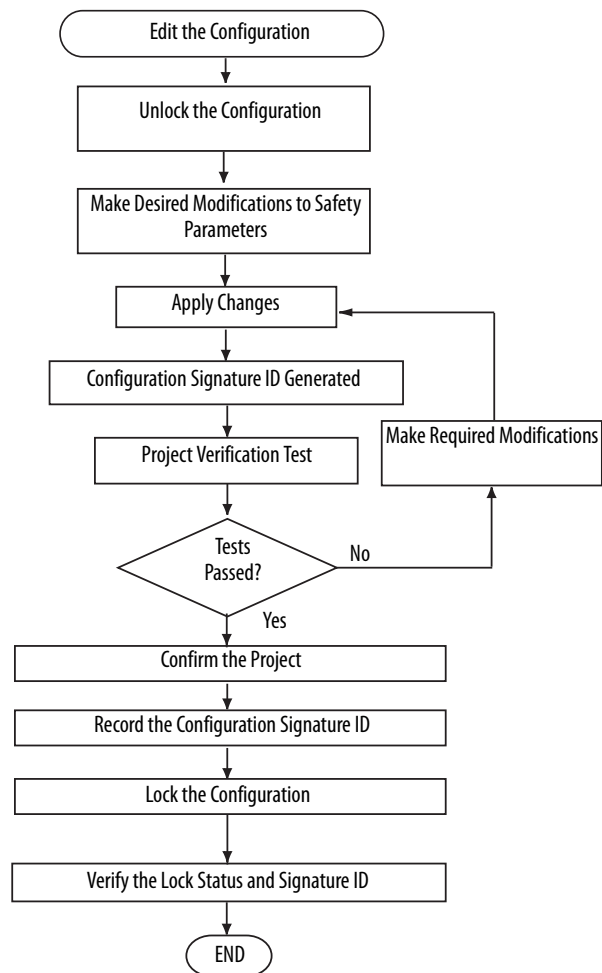 Edit the Configuration
Unlock the Configuration
Make Desired Modifications to Safety
Parameters
Apply Changes
Configuration Signature ID Generated
Make Required Modifications
Project Verification Test
Tests
Passed?
No
Yes
Confirm the Project
Record the Configuration Signature ID
Lock the Configuration
Verify the Lock Status and Signature ID
END